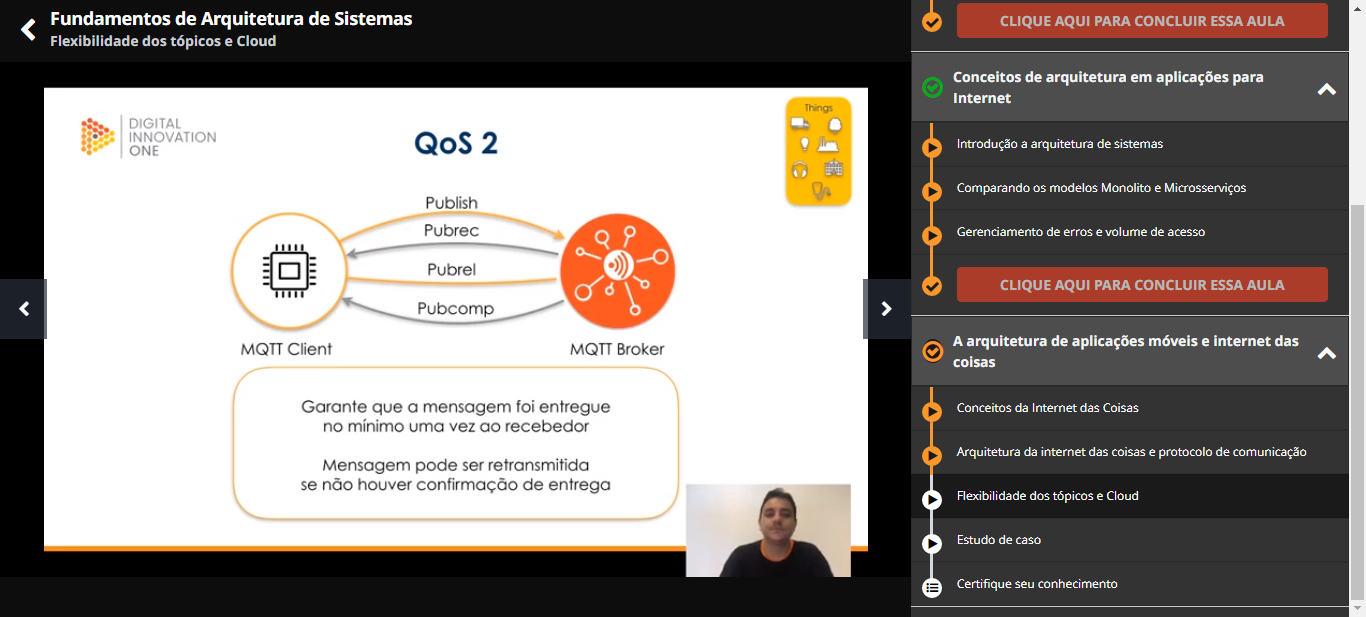 Fundamentos de Arquitetura de Sistemas
Flexibilidade dos tópicos e Cloud
DIGITAL
INNOVATION
ONE
QoS 2
Things
Publish
Pubrec
Pubrel
Pubcomp
MQTT Client
MQTT Broker
Garante que a mensagem foi entregue
no mínimo uma vez ao recebedor
Mensagem pode ser retransmitida
se não houver confirmação de entrega
CLIQUE AQUI PARA CONCLUIR ESSA AULA
Conceitos de arquitetura em aplicações para
Internet
Introdução a arquitetura de sistemas
Comparando os modelos Monolito e Microsserviços
Gerenciamento de erros e volume de acesso
CLIQUE AQUI PARA CONCLUIR ESSA AULA
A arquitetura de aplicações móveis e internet das
coisas
Conceitos da Internet das Coisas
Arquitetura da internet das coisas e protocolo de comunicação
Flexibilidade dos tópicos e Cloud
Estudo de caso
Certifique seu conhecimento